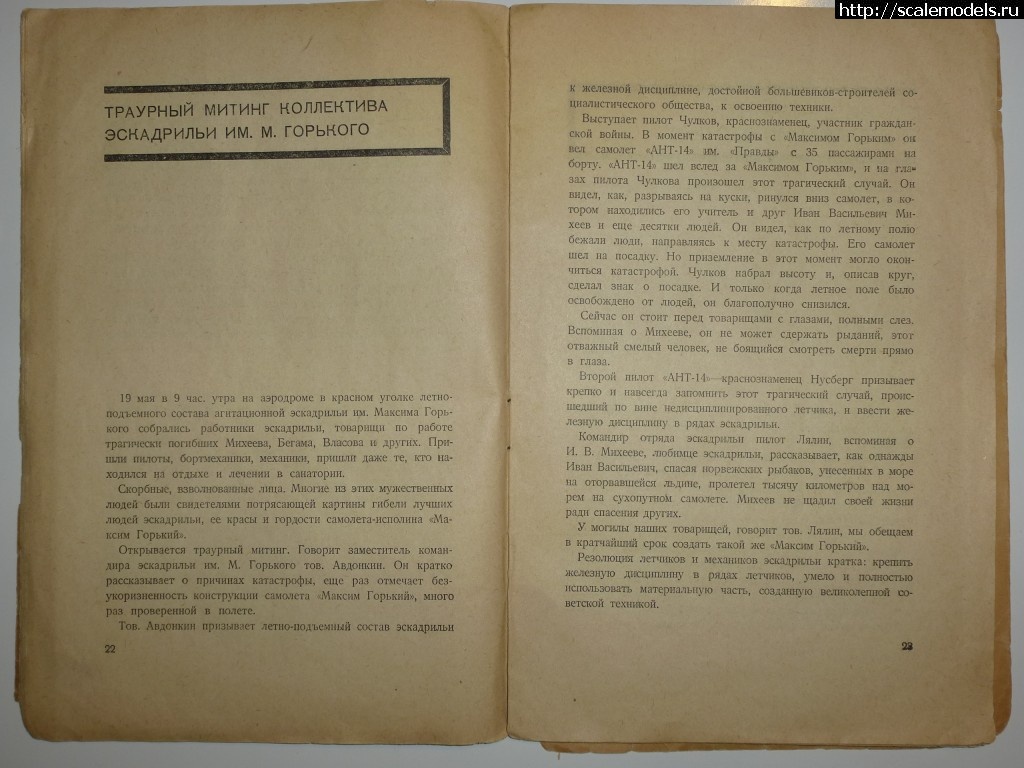 http://scalemodels.ru
ТРАУРНЫЙ МИТИНГ КОЛЛЕКТИВА
ЭСКАДРИЛЬИ ИМ. М. ГОРЬКОГО
19 мая в 9 час. утра на аэродроме в красном уголке летно-
подъемного состава агитационной эскадрильи им. Максима Горь-
кого собрались работники эскадрильи, товарищи по работе
трагически погибших Михеева, Бегама, Власова и других. При-
шли пилоты, бортмеханики, механики, пришли даже те, кто на-
ходился на отдыхе и лечении в санатории.
Скорбные, взволнованные лица. Многие из этих мужественных
людей были свидетелями потрясающей картины гибели лучших
людей эскадрильи, ее красы и гордости самолета-исполина «Ма-
ксим Горький».
Открывается траурный митинг. Говорит заместитель коман-
дира эскадрильи им. М. Горького тов. Авдонкин. Он кратко
рассказывает о причинах катастрофы, еще раз отмечает без-
укоризненность конструкции самолета «Максим Горький», много
раз проверенной в полете.
Тов. Авдонкин призывает летно-подъемный состав эскадрильи
22
к железной дисциплине, достойной большевиков-строителей со-
циалистического общества, к освоению техники.
Выступает пилот Чулков, краснознаменец, участник граждан-
ской войны. В момент катастрофы с «Максимом Горьким» он
вел самолет «АНТ-14» им. «Правды» с 35 пассажирами на
борту. «АНТ-14» шел вслед за «Максимом Горьким», и на гла-
зах пилота Чулкова произошел этот трагический случай. Он
видел, как, разрываясь на куски, ринулся вниз самолет, в ко-
тором находились его учитель и друг Иван Васильевич Ми-
хеев и еще десятки людей. Он видел, как по летному полю
бежали люди, направляясь к месту катастрофы. Его самолет
шел на посадку. Но приземление в этот момент могло окон-
читься катастрофой. Чулков набрал высоту и, описав круг,
сделал знак о посадке. И только когда летное поле было
освобождено от людей, он благополучно снизился.
Сейчас он стоит перед товарищами с глазами, полными слез.
Вспоминая о Михееве, он не может сдержать рыданий, этот
отважный смелый человек, не боящийся смотреть смерти прямо
в глаза.
Второй пилот «АНТ-14»—краснознаменец Нусберг призывает
крепко и навсегда запомнить этот трагический случай, проис-
шедший по вине недисциплинированного летчика, и ввести же-
лезную дисциплину в рядах эскадрильи.
Командир отряда эскадрильи пилот Лялин, вспоминая о
И. В. Михееве, любимце эскадрильи, рассказывает, как однажды
Иван Васильевич, спасая норвежских рыбаков, унесенных в море
на оторвавшейся льдине, пролетел тысячу километров над мо-
рем на сухопутном самолете. Михеев не щадил своей жизни
ради спасения других.
У могилы наших товарищей, говорит тов. Лялин, мы обещаем
в кратчайший срок создать такой же «Максим Горький».
Резолюция летчиков и механиков эскадрильи кратка: крепить
железную дисциплину в рядах летчиков, умело и полностью
использовать материальную часть, созданную великолепной со-
ветской техникой.
23